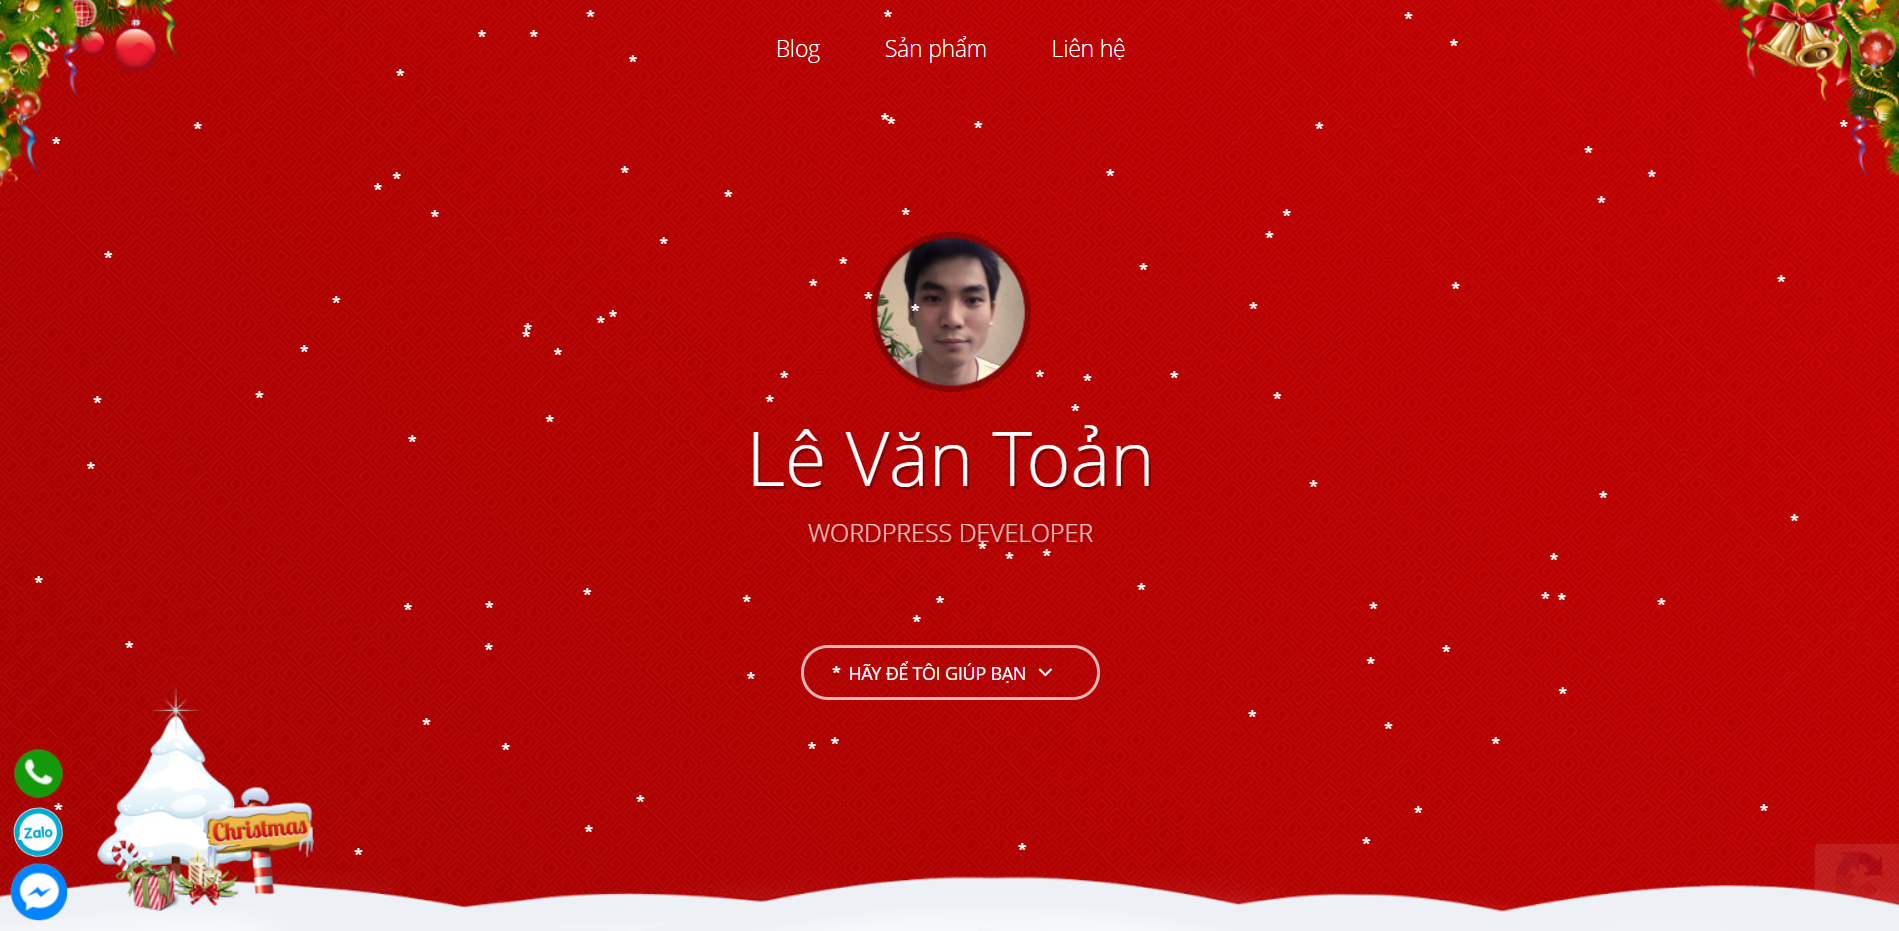 Blog
Sản phẩm
Liên hệ
Lê Văn Toản
WORDPRESS DEVELOPER
HÃY ĐỂ TÔI GIÚP BẠN
Christmas
Zalo